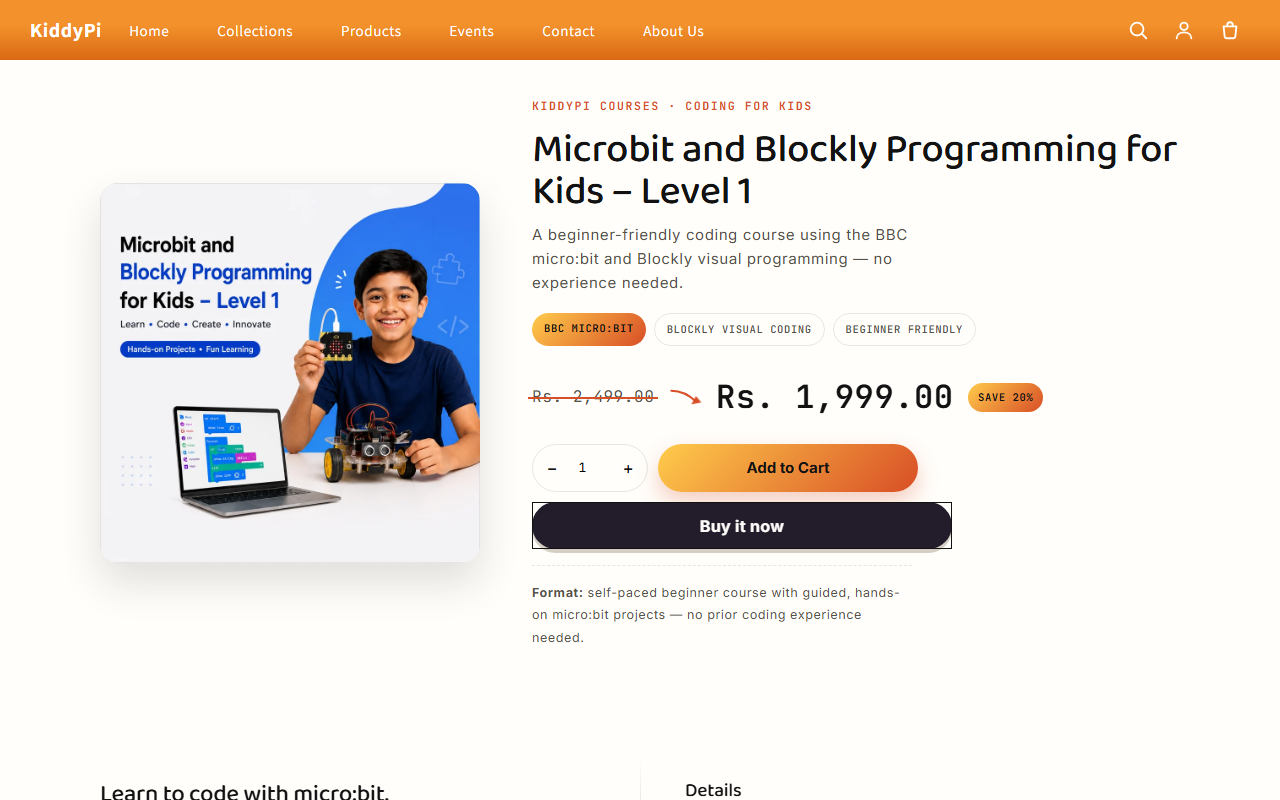 KiddyPi Home Collections Products Events Contact About Us
KIDDYPI COURSES · CODING FOR KIDS
Microbit and Blockly Programming for
Kids – Level 1
A beginner-friendly coding course using the BBC
micro:bit and Blockly visual programming — no
experience needed.
BBC MICRO:BIT BLOCKLY VISUAL CODING BEGINNER FRIENDLY
Rs. 2,499.00 Rs. 1,999.00 SAVE 20%
− 1 + Add to Cart
Buy it now
Format: self-paced beginner course with guided, hands-
on micro:bit projects — no prior coding experience
needed.
Microbit and
Blockly Programming
for Kids – Level 1
Learn • Code • Create • Innovate
Hands-on Projects • Fun Learning
</>
Learn to code with micro:bit.
Details